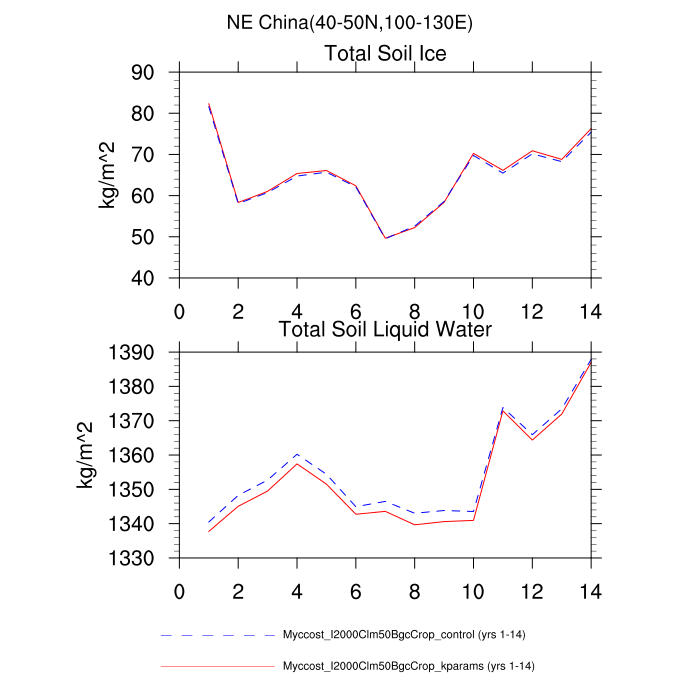 NE China(40-50N,100-130E)
Total Soil Ice
90
80
70
60
50
40
kg/m^2
0 2 4 6 8 10 12 14
Total Soil Liquid Water
1390
1380
1370
1360
1350
1340
1330
kg/m^2
0 2 4 6 8 10 12 14
Myccost_I2000Clm50BgcCrop_control (yrs 1-14)
Myccost_I2000Clm50BgcCrop_kparams (yrs 1-14)